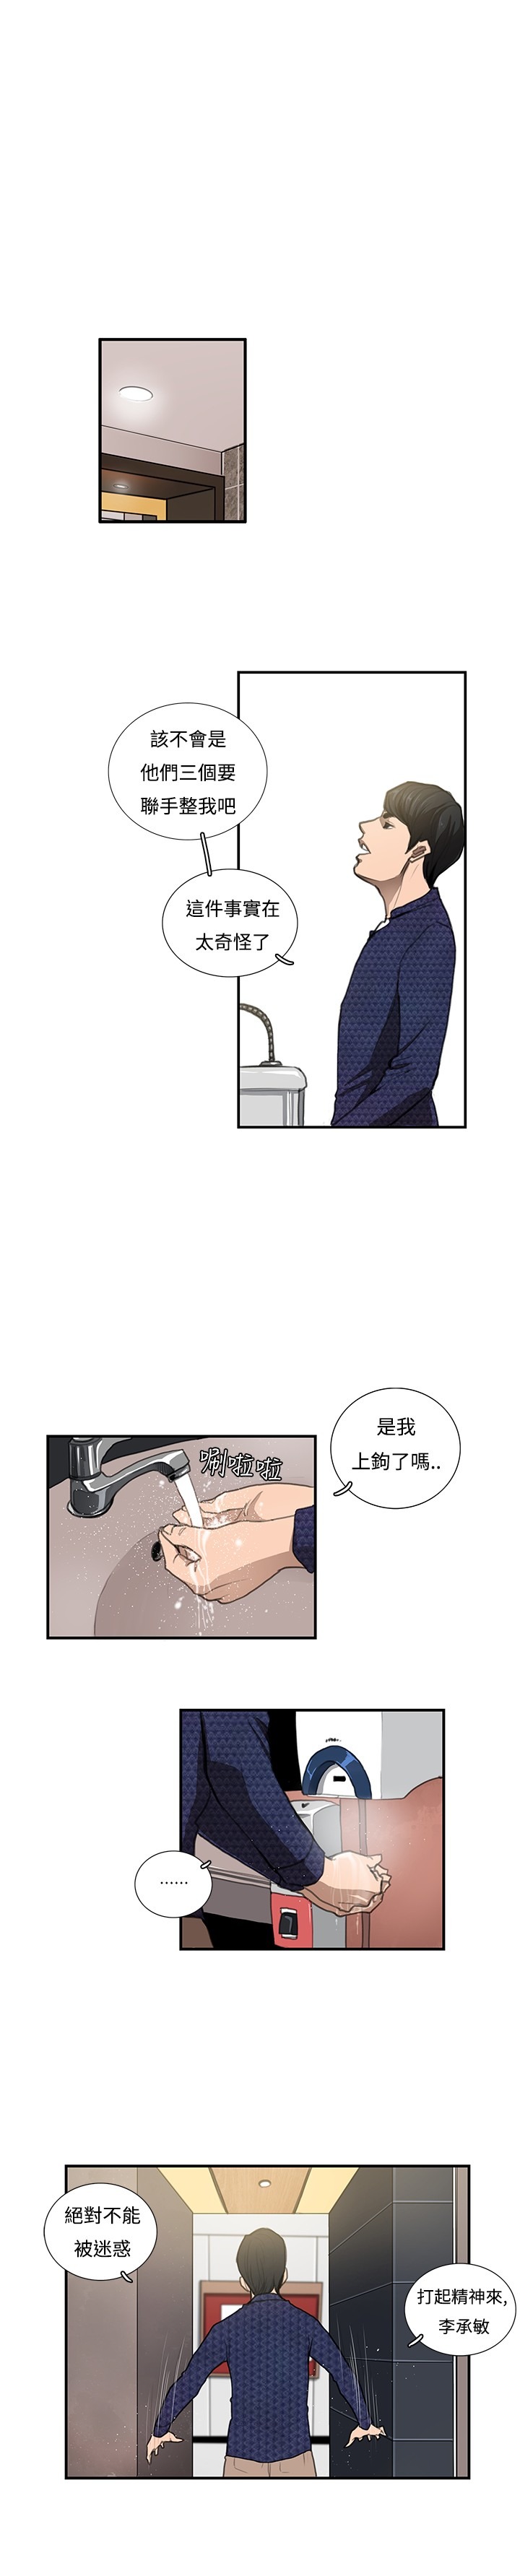 該不會是
他們三個要
聯手整我吧
這件事實在
太奇怪了
是我
上鉤了嗎..
唰啦啦
......
絕對不能
被迷惑
打起精神來,
李承敏